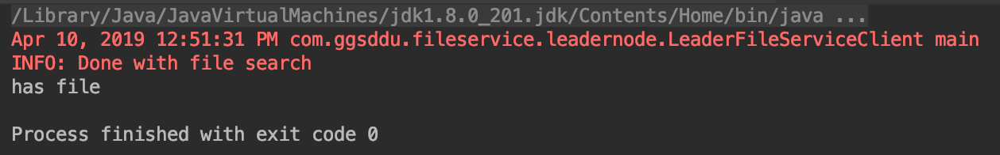 /Library/Java/JavaVirtualMachines/jdk1.8.0_201.jdk/Contents/Home/bin/java ...
Apr 10, 2019 12:51:31 PM com.ggsddu.fileservice.leadernode.LeaderFileServiceClient main
INFO: Done with file search
has file
Process finished with exit code 0